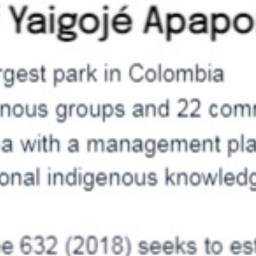 Yaigojé Apapo
rgest park in Colombia
nous groups and 22 com
a with a management pla
onal indigenous knowledg
e 632 (2018) seeks to est